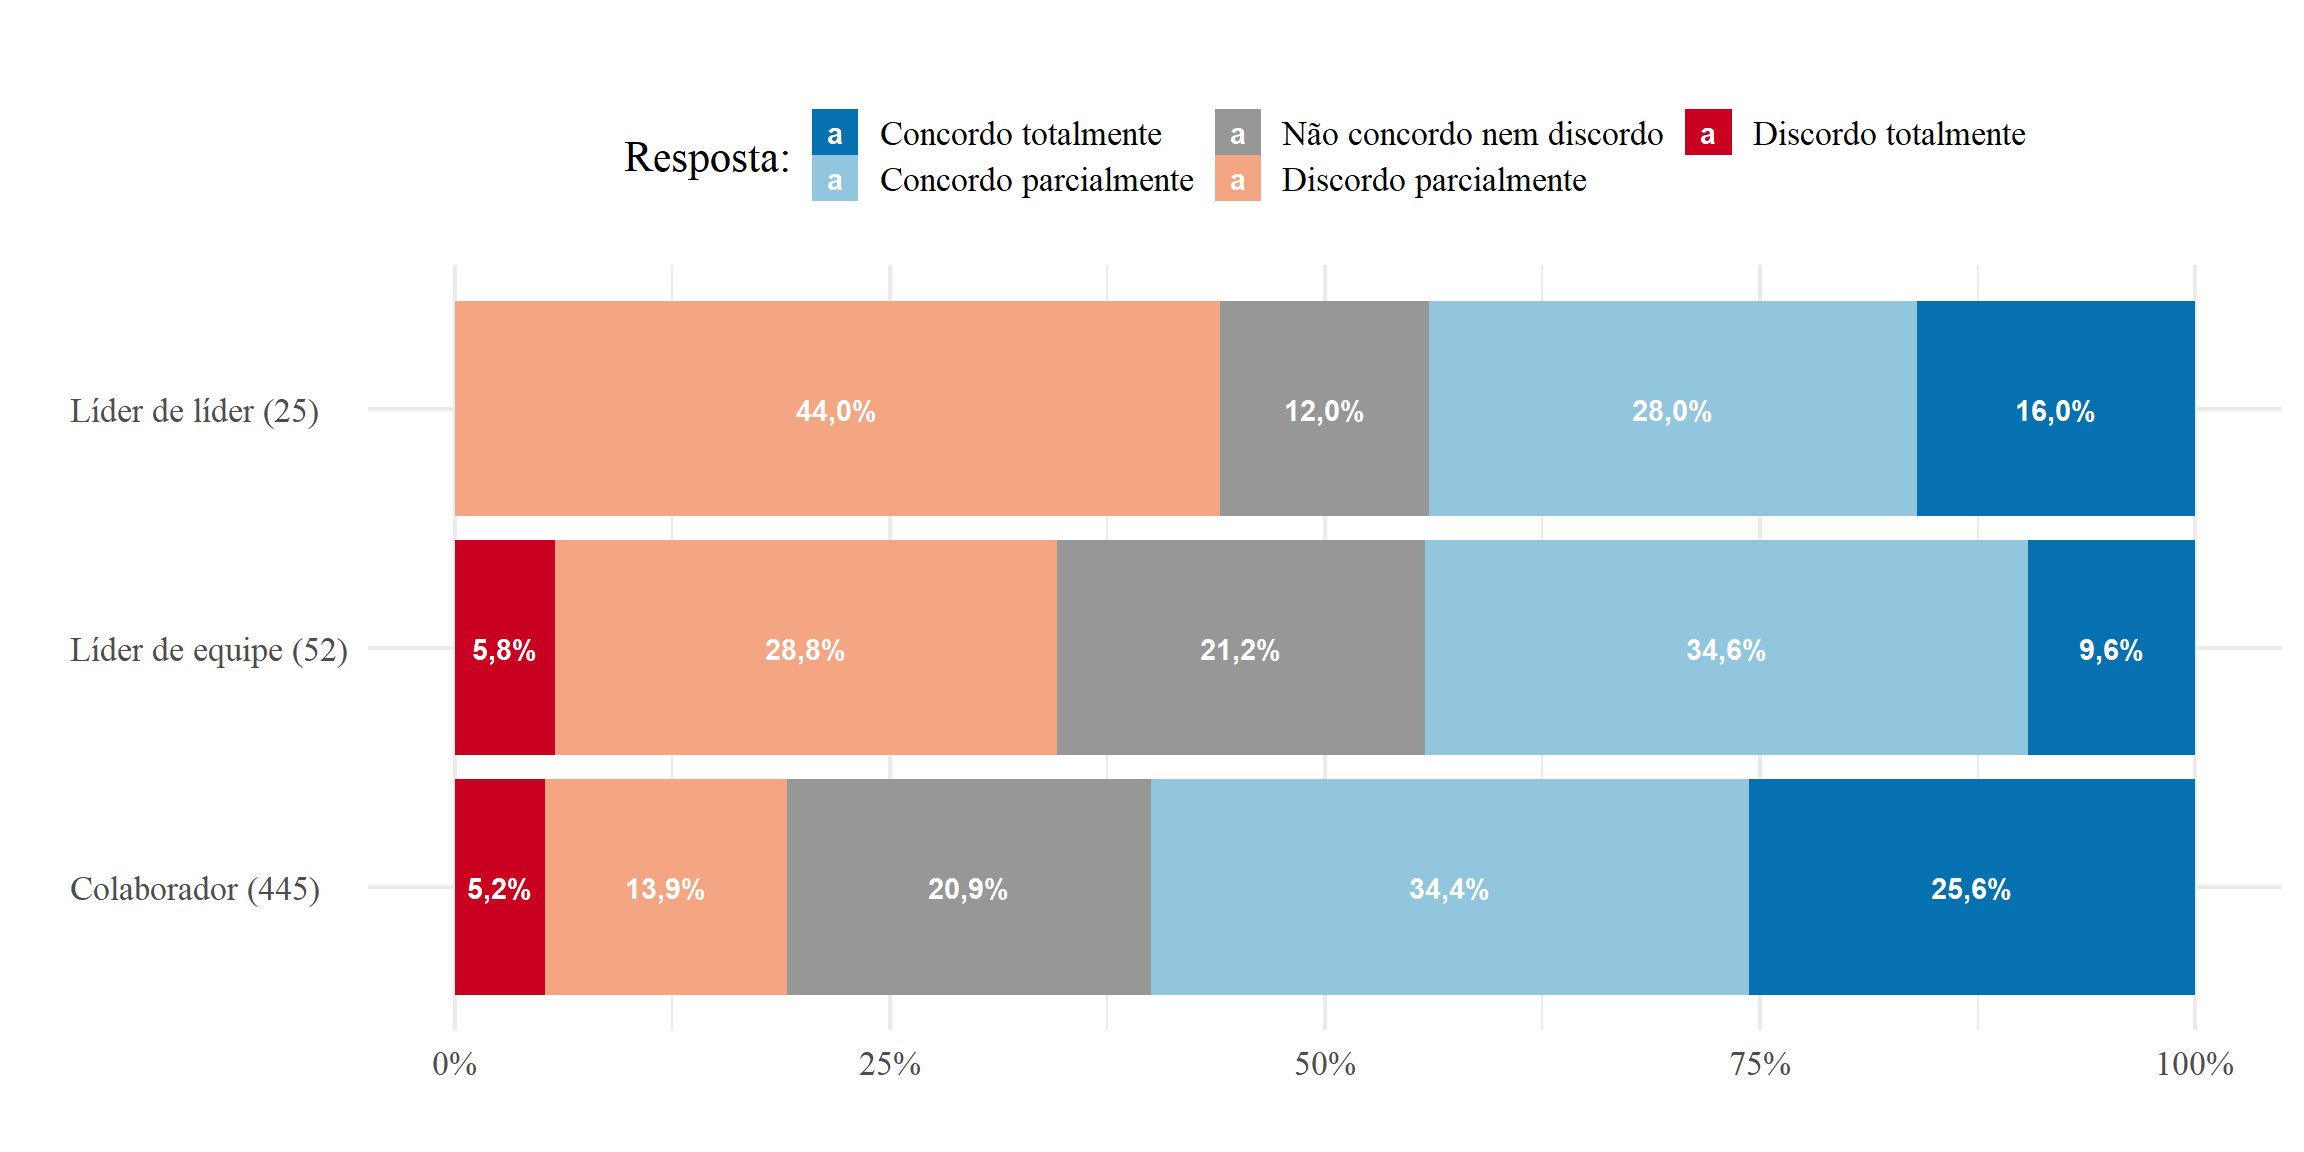 Resposta:
a Concordo totalmente a Não concordo nem discordo a Discordo totalmente
a Concordo parcialmente a Discordo parcialmente
Líder de líder (25) 44,0% 12,0% 28,0% 16,0%
Líder de equipe (52) 5,8% 28,8% 21,2% 34,6% 9,6%
Colaborador (445) 5,2% 13,9% 20,9% 34,4% 25,6%
0% 25% 50% 75% 100%